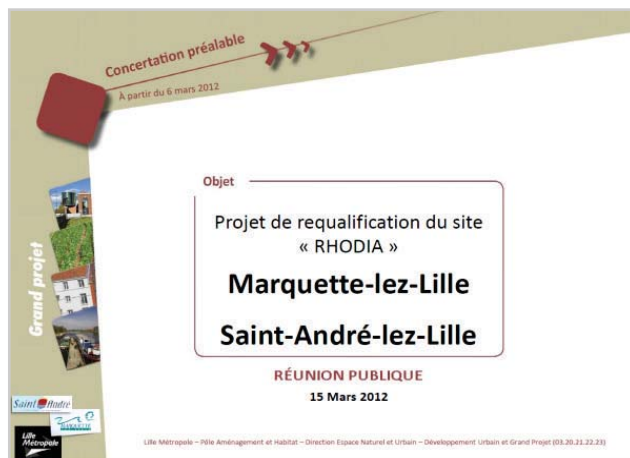 Concertation préalable
À partir du 6 mars 2012
Objet
Projet de requalification du site
« RHODIA »
Marquette-lez-Lille
Saint-André-lez-Lille
RÉUNION PUBLIQUE
15 Mars 2012
Grand projet
Saint André
MARQUETTE
Lille
Métropole
Lille Métropole – Pôle Aménagement et Habitat – Direction Espace Naturel et Urbain – Développement Urbain et Grand Projet (03.20.21.22.23)